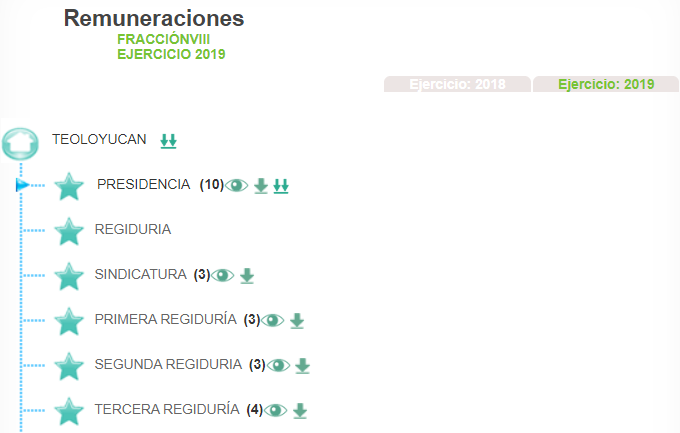 Remuneraciones
FRACCIÓNVIII
EJERCICIO 2019
Ejercicio: 2018 Ejercicio: 2019
TEOLOYUCAN
PRESIDENCIA (10)
REGIDURIA
SINDICATURA (3)
PRIMERA REGIDURÍA (3)
SEGUNDA REGIDURIA (3)
TERCERA REGIDURÍA (4)